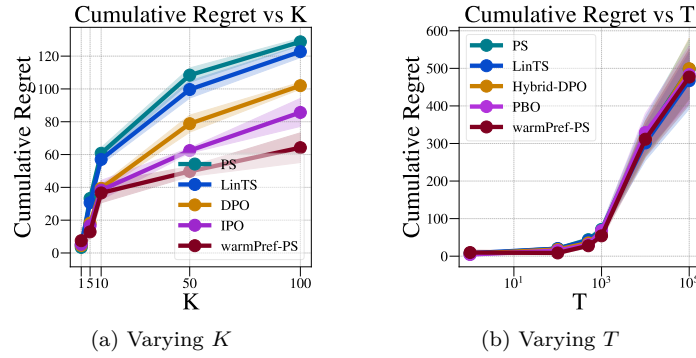 Cumulative Regret vs K
Cumulative Regret
120
100
80
60
40
20
0
PS
LinTS
DPO
IPO
warmPref-PS
1 5 10 50 100
K
(a) Varying K
Cumulative Regret vs T
Cumulative Regret
600
500
400
300
200
100
0
PS
LinTS
Hybrid-DPO
PBO
warmPref-PS
10¹ 10³
T
(b) Varying T